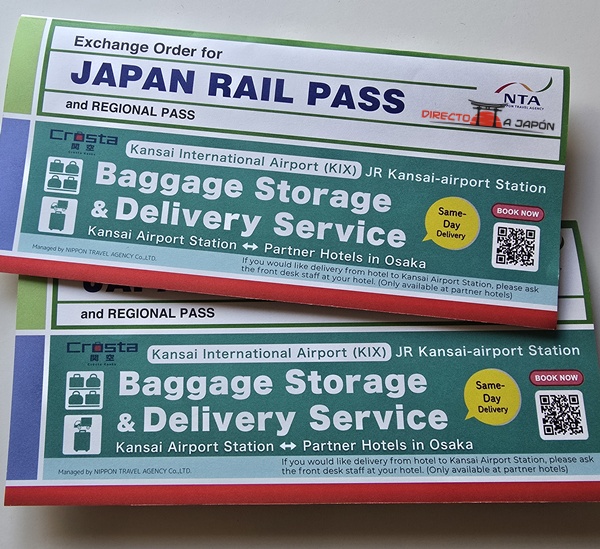 Exchange Order for
JAPAN RAIL PASS
and REGIONAL PASS
NTA
NIPPON TRAVEL AGENCY
DIRECTO A JAPÓN
Crosta
関空
Crosta Kanku
Kansai International Airport (KIX) JR Kansai-airport Station
Baggage Storage
& Delivery Service
Same-
Day
Delivery
BOOK NOW
Kansai Airport Station ↔ Partner Hotels in Osaka
Managed by NIPPON TRAVEL AGENCY Co.,LTD.
If you would like delivery from hotel to Kansai Airport Station, please ask
the front desk staff at your hotel. (Only available at partner hotels)
and REGIONAL PASS
Crosta
関空
Crosta Kanku
Kansai International Airport (KIX) JR Kansai-airport Station
Baggage Storage
& Delivery Service
Same-
Day
Delivery
BOOK NOW
Kansai Airport Station ↔ Partner Hotels in Osaka
Managed by NIPPON TRAVEL AGENCY Co.,LTD.
If you would like delivery from hotel to Kansai Airport Station, please ask
the front desk staff at your hotel. (Only available at partner hotels)